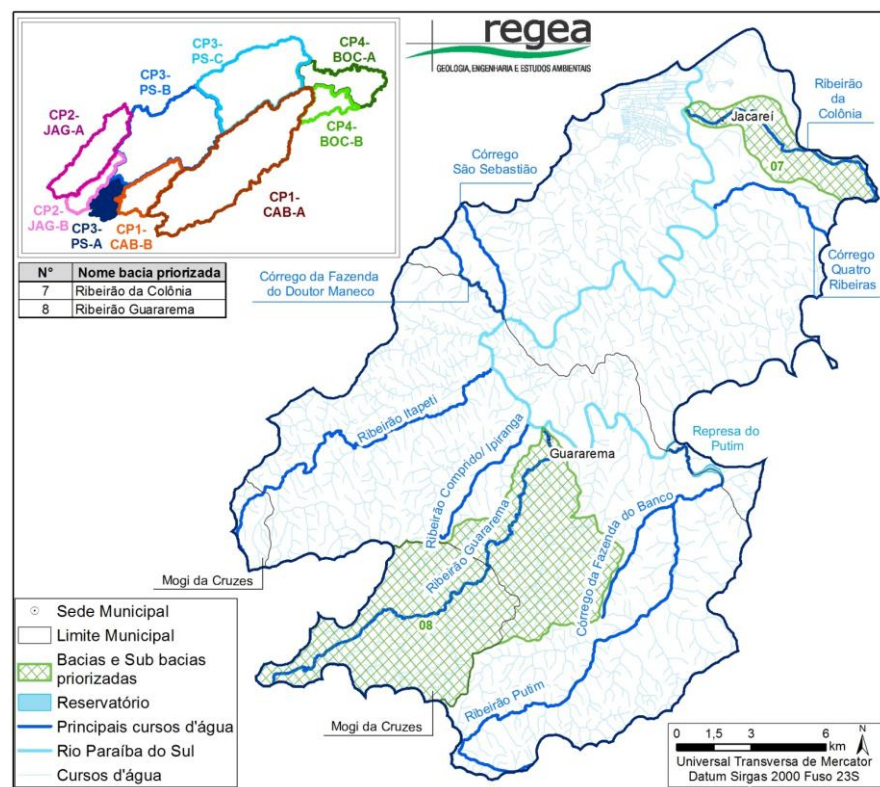 regea
GEOLOGIA, ENGENHARIA E ESTUDOS AMBIENTAIS
CP3-
PS-C
CP4-
BOC-A
CP3-
PS-B
CP2-
JAG-A
CP4-
BOC-B
CP1-
CAB-A
CP2-
JAG-B
CP3-
PS-A
CP1-
CAB-B
N° Nome bacia priorizada
7 Ribeirão da Colônia
8 Ribeirão Guararema
Ribeirão
da
Colônia
Jacareí
07
Córrego
São Sebastião
Córrego da Fazenda
do Doutor Maneco
Córrego
Quatro
Ribeiras
Ribeirão Itapeti
Ribeirão Comprido/ Ipiranga
Guararema
Represa do
Putim
Ribeirão Guararema
Córrego da Fazenda do Banco
Mogi da Cruzes
08
Ribeirão Putim
Mogi da Cruzes
Sede Municipal
Limite Municipal
Bacias e Sub bacias
priorizadas
Reservatório
Principais cursos d'água
Rio Paraíba do Sul
Cursos d'água
0 1,5 3 6
km
N
Universal Transversa de Mercator
Datum Sirgas 2000 Fuso 23S